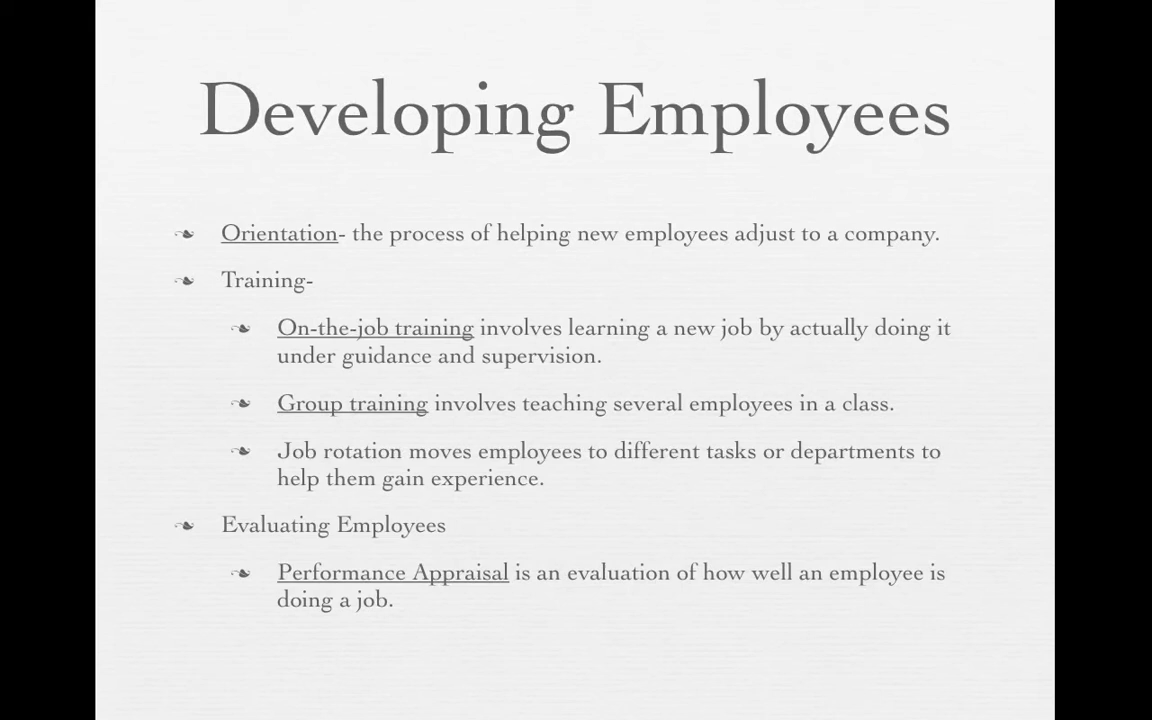 Developing Employees
Orientation- the process of helping new employees adjust to a company.
Training-
On-the-job training involves learning a new job by actually doing it
under guidance and supervision.
Group training involves teaching several employees in a class.
Job rotation moves employees to different tasks or departments to
help them gain experience.
Evaluating Employees
Performance Appraisal is an evaluation of how well an employee is
doing a job.